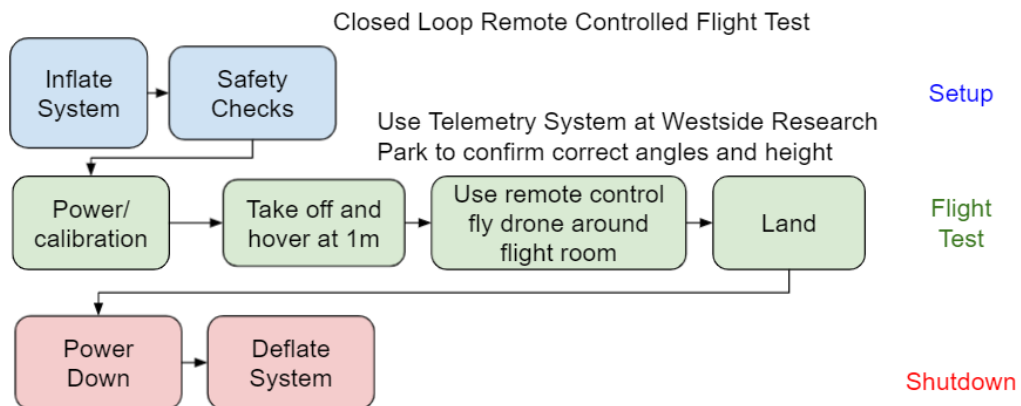 Closed Loop Remote Controlled Flight Test
Inflate
System
Safety
Checks
Setup
Use Telemetry System at Westside Research
Park to confirm correct angles and height
Power/
calibration
Take off and
hover at 1m
Use remote control
fly drone around
flight room
Land
Flight
Test
Power
Down
Deflate
System
Shutdown